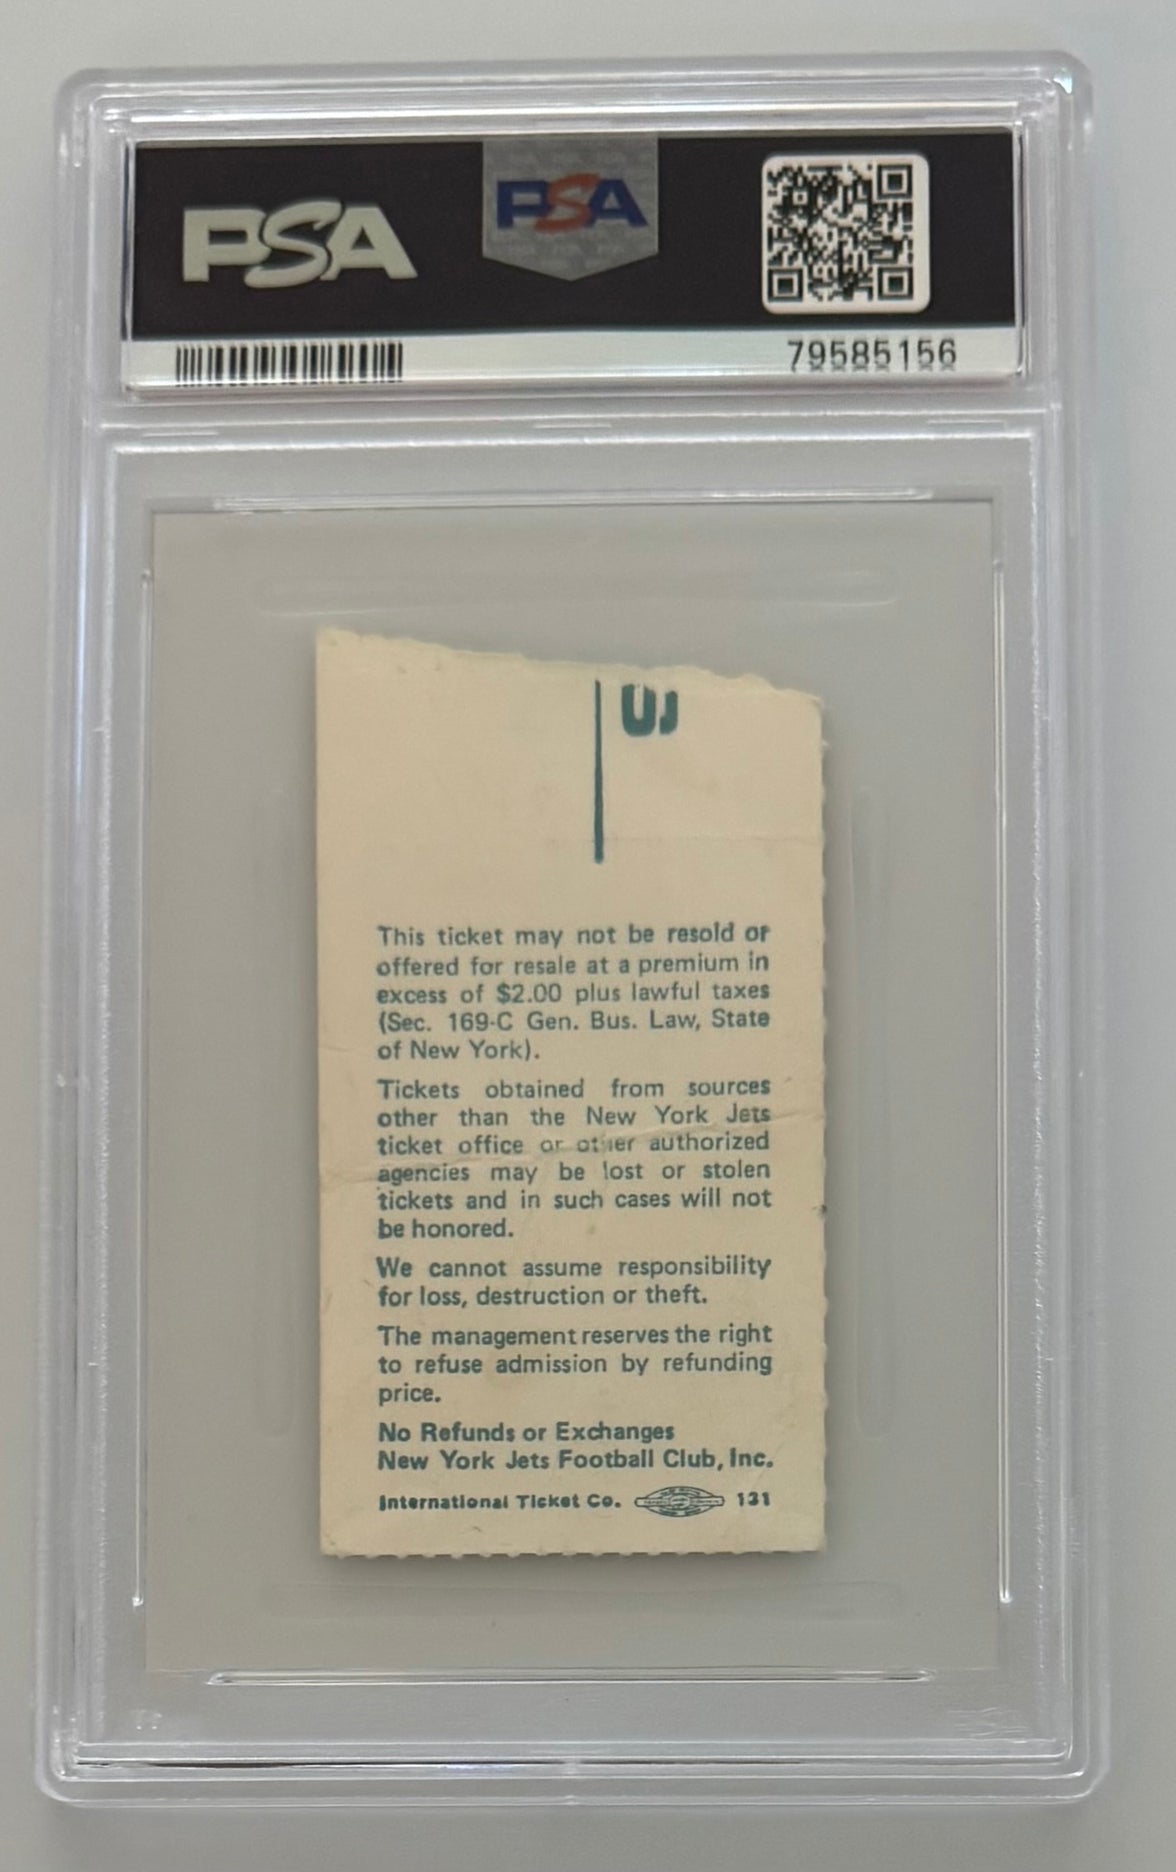 PSA
PSA
79585156
This ticket may not be resold or
offered for resale at a premium in
excess of $2.00 plus lawful taxes
(Sec. 169-C Gen. Bus. Law, State
of New York).
Tickets obtained from sources
other than the New York Jets
ticket office or other authorized
agencies may be lost or stolen
tickets and in such cases will not
be honored.
We cannot assume responsibility
for loss, destruction or theft.
The management reserves the right
to refuse admission by refunding
price.
No Refunds or Exchanges
New York Jets Football Club, Inc.
International Ticket Co. 131